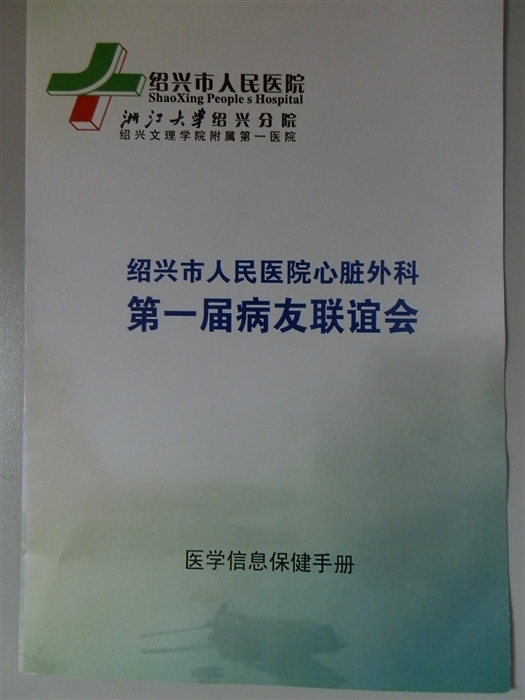 绍兴市人民医院
ShaoXing People s Hospital
浙江大学绍兴分院
绍兴文理学院附属第一医院
绍兴市人民医院心脏外科
第一届病友联谊会
医学信息保健手册